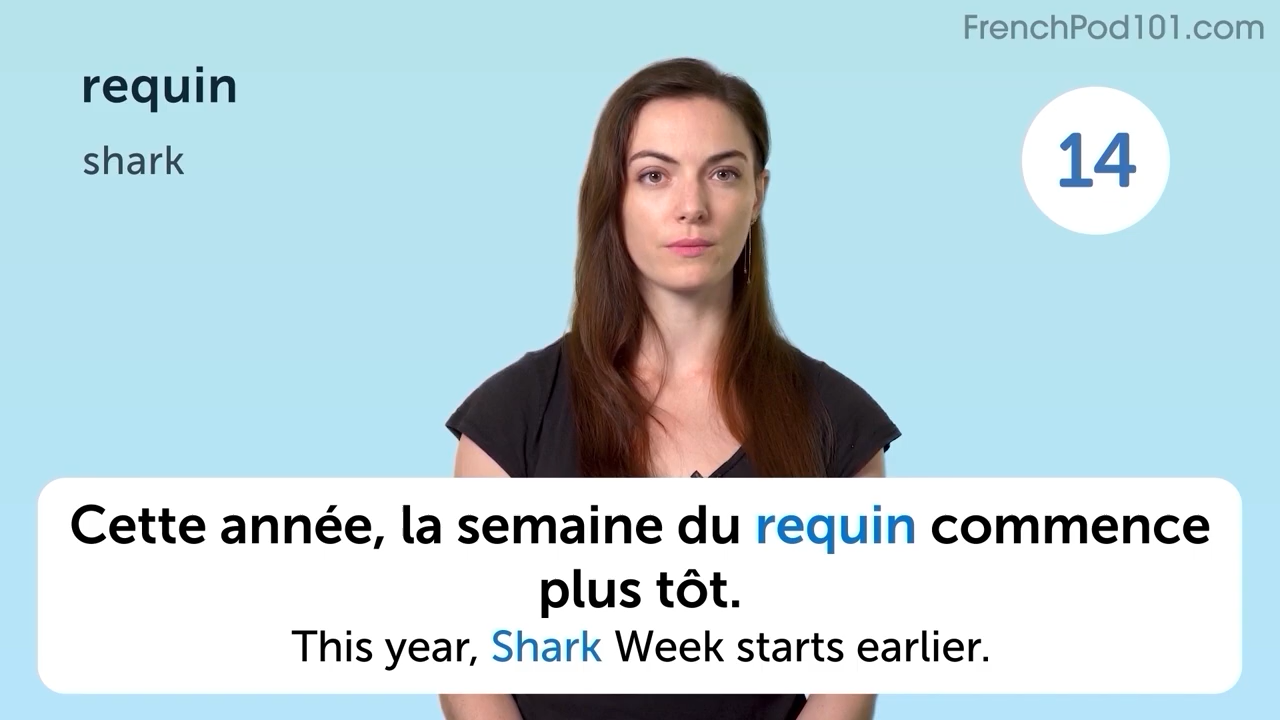 FrenchPod101.com
requin
shark
14
Cette année, la semaine du requin commence
plus tôt.
This year, Shark Week starts earlier.